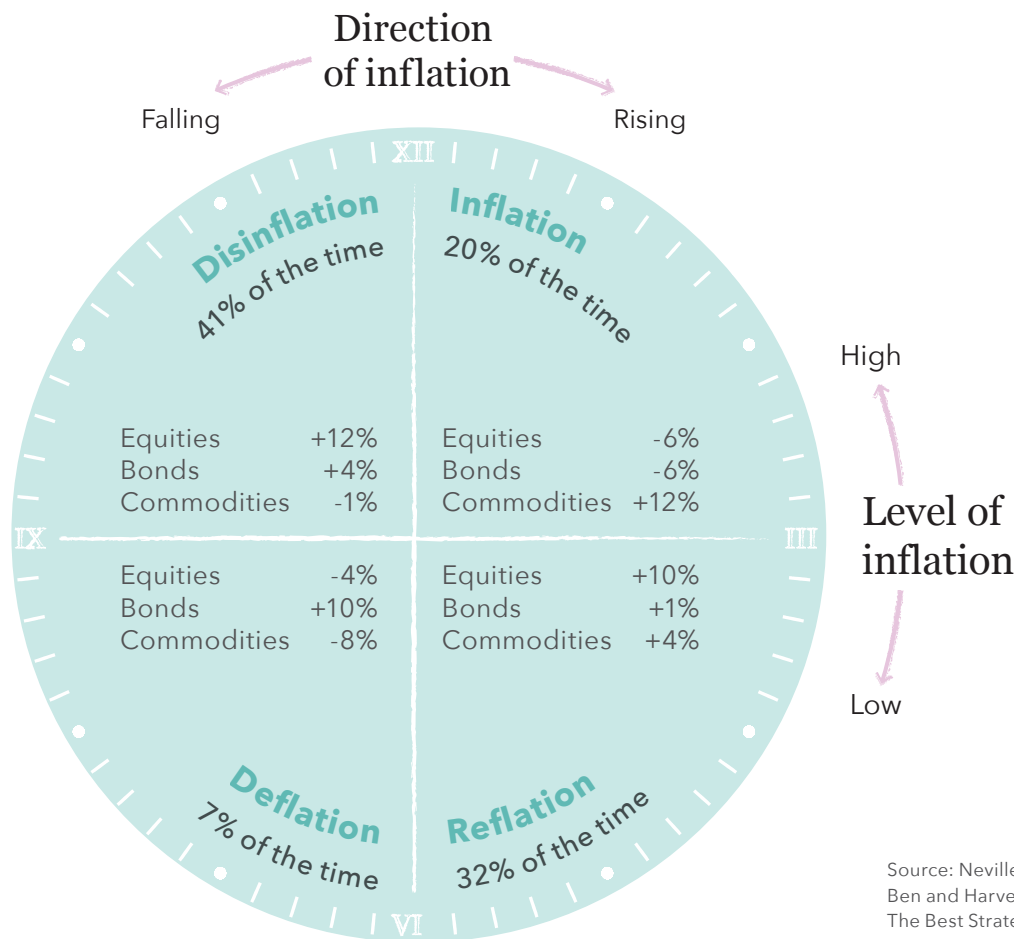 Direction
of inflation
Falling
Rising
XII
Disinflation
41% of the time
Inflation
20% of the time
High
Equities +12%
Bonds +4%
Commodities -1%
Equities -6%
Bonds -6%
Commodities +12%
Level of
inflation
IX
III
Equities -4%
Bonds +10%
Commodities -8%
Equities +10%
Bonds +1%
Commodities +4%
Low
Deflation
7% of the time
Reflation
32% of the time
VI
Source: Neville
Ben and Harve
The Best Strate